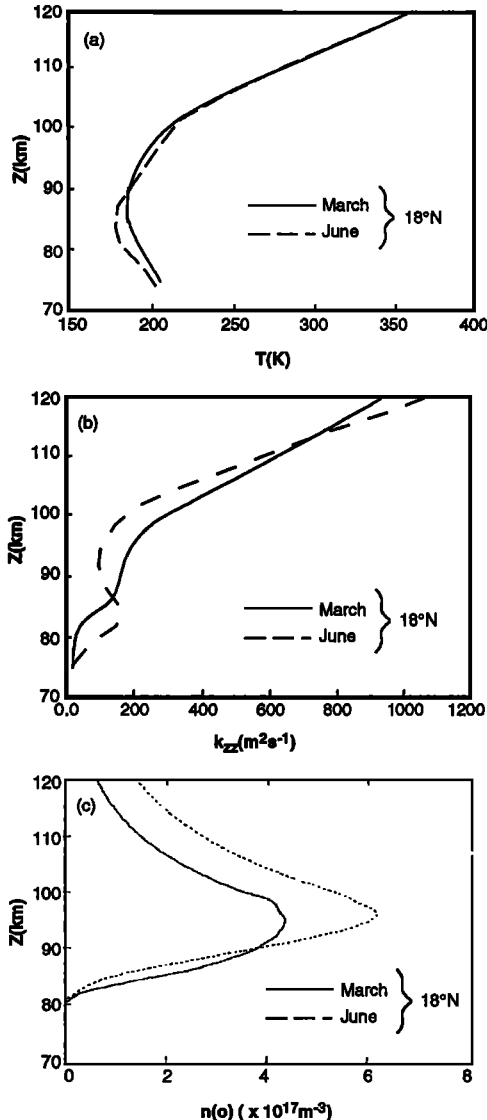 120
(a)
110
100
Z(km)
90
80
70
March
June
18°N
150 200 250 300 350 400
T(K)
120
(b)
110
100
Z(km)
90
80
70
March
June
18°N
0.0 200 400 600 800 1000 1200
kzz(m²s⁻¹)
120
(c)
110
100
Z(km)
90
80
70
March
June
18°N
0 2 4 6 8
n(o) ( x 10¹⁷m⁻³)